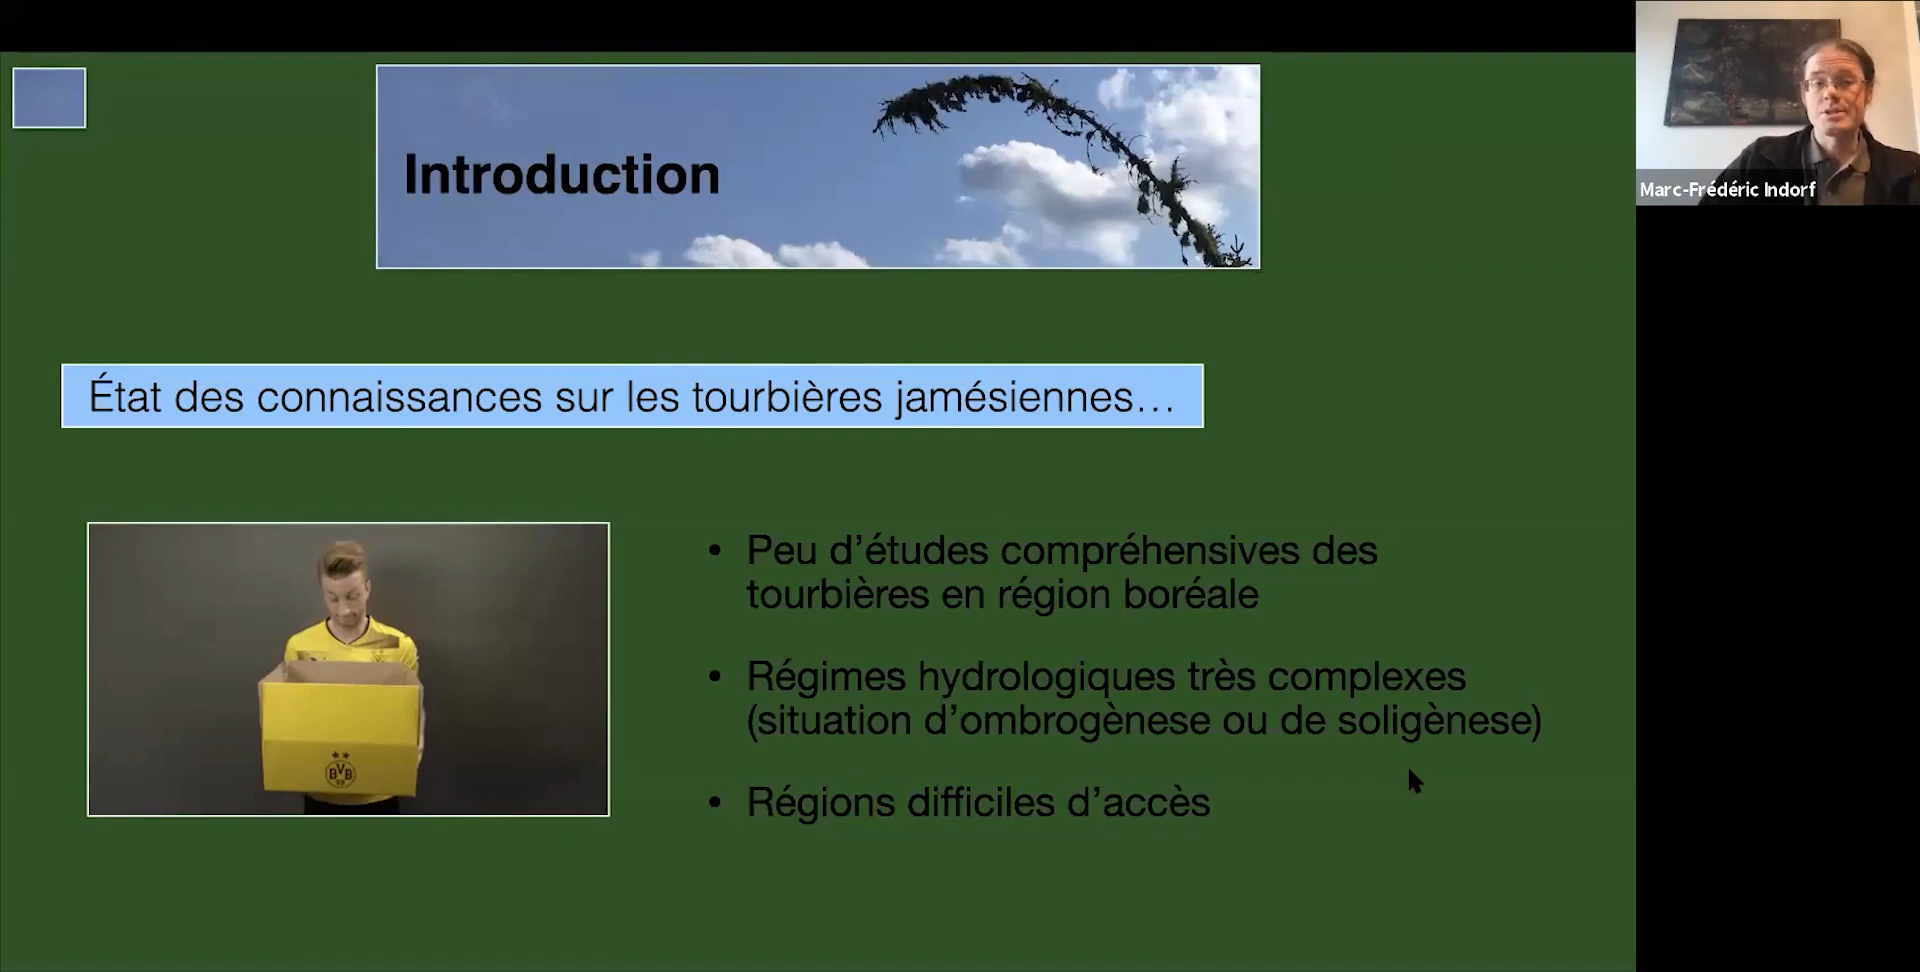 Introduction
Marc-Frédéric Indorf
État des connaissances sur les tourbières jamésiennes…
• Peu d’études compréhensives des
tourbières en région boréale
• Régimes hydrologiques très complexes
(situation d’ombrogènese ou de soligènese)
• Régions difficiles d’accès
BVB
09